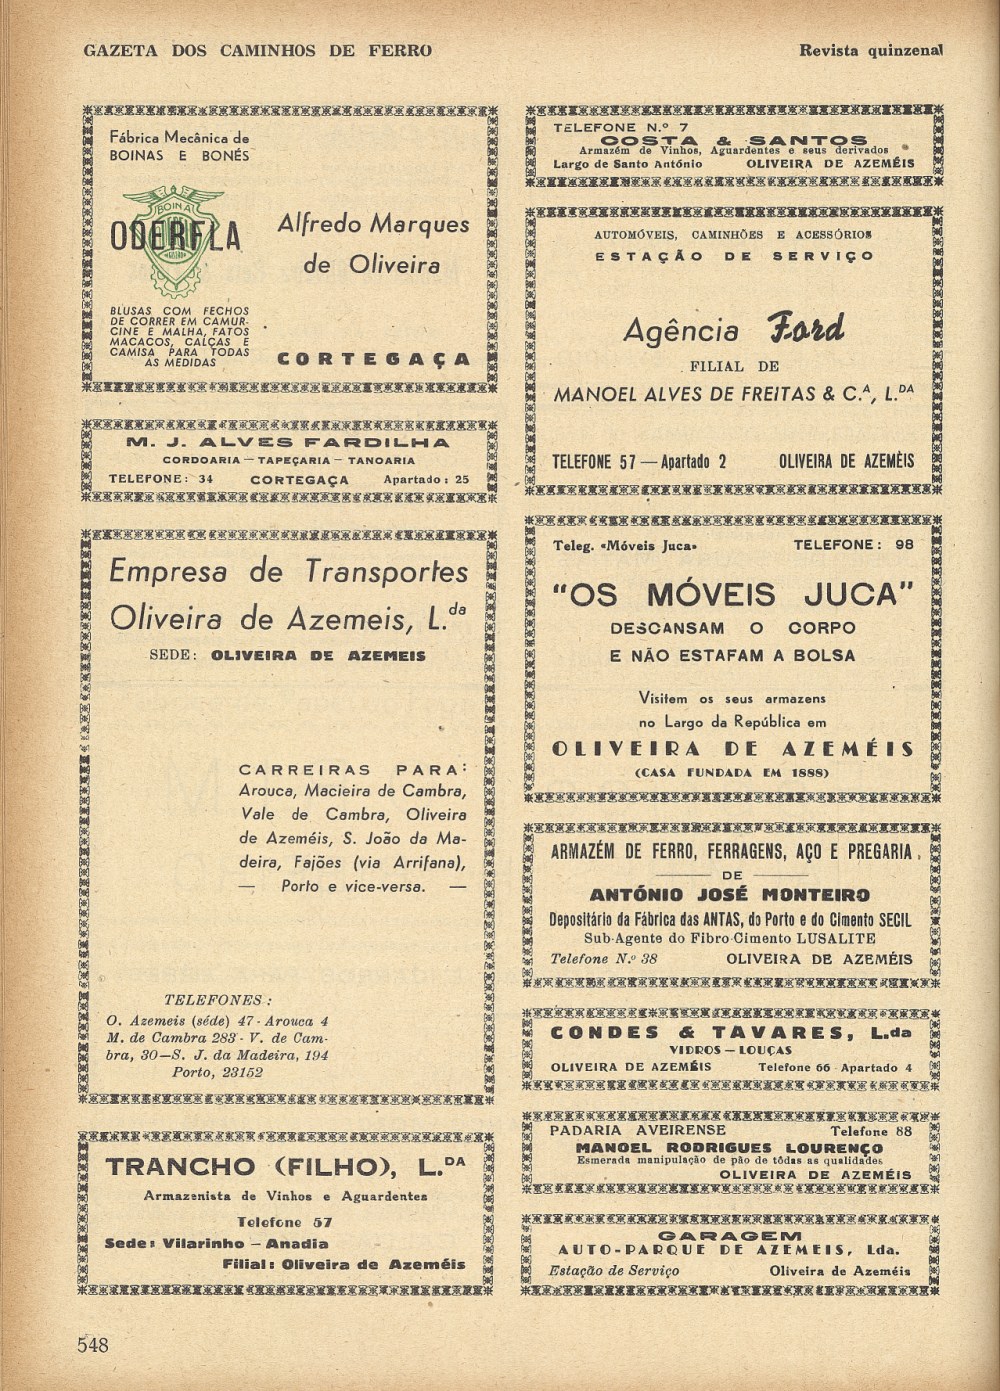 GAZETA DOS CAMINHOS DE FERRO
Revista quinzenal
Fábrica Mecânica de
BOINAS E BONÉS
BOINA
ODERFLA
Alfredo Marques
de Oliveira
BLUSAS COM FECHOS
DE CORRER EM CAMUR-
CINE E MALHA, FATOS
MACACOS, CALÇAS E
CAMISA PARA TODAS
AS MEDIDAS
CORTEGAÇA
M. J. ALVES FARDILHA
CORDOARIA — TAPEÇARIA — TANOARIA
TELEFONE: 34 CORTEGAÇA Apartado: 25
Empresa de Transportes
Oliveira de Azemeis, L.da
SEDE: OLIVEIRA DE AZEMEIS
CARREIRAS PARA:
Arouca, Macieira de Cambra,
Vale de Cambra, Oliveira
de Azeméis, S. João da Ma-
deira, Fajões (via Arrifana),
— Porto e vice-versa. —
TELEFONES:
O. Azemeis (séde) 47 - Arouca 4
M. de Cambra 283 - V. de Cam-
bra, 30—S. J. da Madeira, 194
Porto, 23152
TRANCHO (FILHO), L.DA
Armazenista de Vinhos e Aguardentes
Telefone 57
Sede: Vilarinho — Anadia
Filial: Oliveira de Azeméis
548
TELEFONE N.º 7
COSTA & SANTOS
Armazém de Vinhos, Aguardentes e seus derivados
Largo de Santo António OLIVEIRA DE AZEMÉIS
AUTOMÓVEIS, CAMINHÕES E ACESSÓRIOS
ESTAÇÃO DE SERVIÇO
Agência Ford
FILIAL DE
MANOEL ALVES DE FREITAS & C.A, L.DA
TELEFONE 57 — Apartado 2 OLIVEIRA DE AZEMÈIS
Teleg. «Móveis Juca» TELEFONE: 98
"OS MÓVEIS JUCA"
DESCANSAM O CORPO
E NÃO ESTAFAM A BOLSA
Visitem os seus armazens
no Largo da República em
OLIVEIRA DE AZEMÉIS
(CASA FUNDADA EM 1888)
ARMAZÉM DE FERRO, FERRAGENS, AÇO E PREGARIA
— DE —
ANTÓNIO JOSÉ MONTEIRO
Depositário da Fábrica das ANTAS, do Porto e do Cimento SECIL
Sub-Agente do Fibro-Cimento LUSALITE
Telefone N.º 38 OLIVEIRA DE AZEMÉIS
CONDES & TAVARES, L.da
VIDROS — LOUÇAS
OLIVEIRA DE AZEMÉIS Telefone 66 - Apartado 4
PADARIA AVEIRENSE Telefone 88
MANOEL RODRIGUES LOURENÇO
Esmerada manipulação de pão de tôdas as qualidades
OLIVEIRA DE AZEMÉIS
GARAGEM
AUTO-PARQUE DE AZEMEIS, Lda.
Estação de Serviço Oliveira de Azeméis